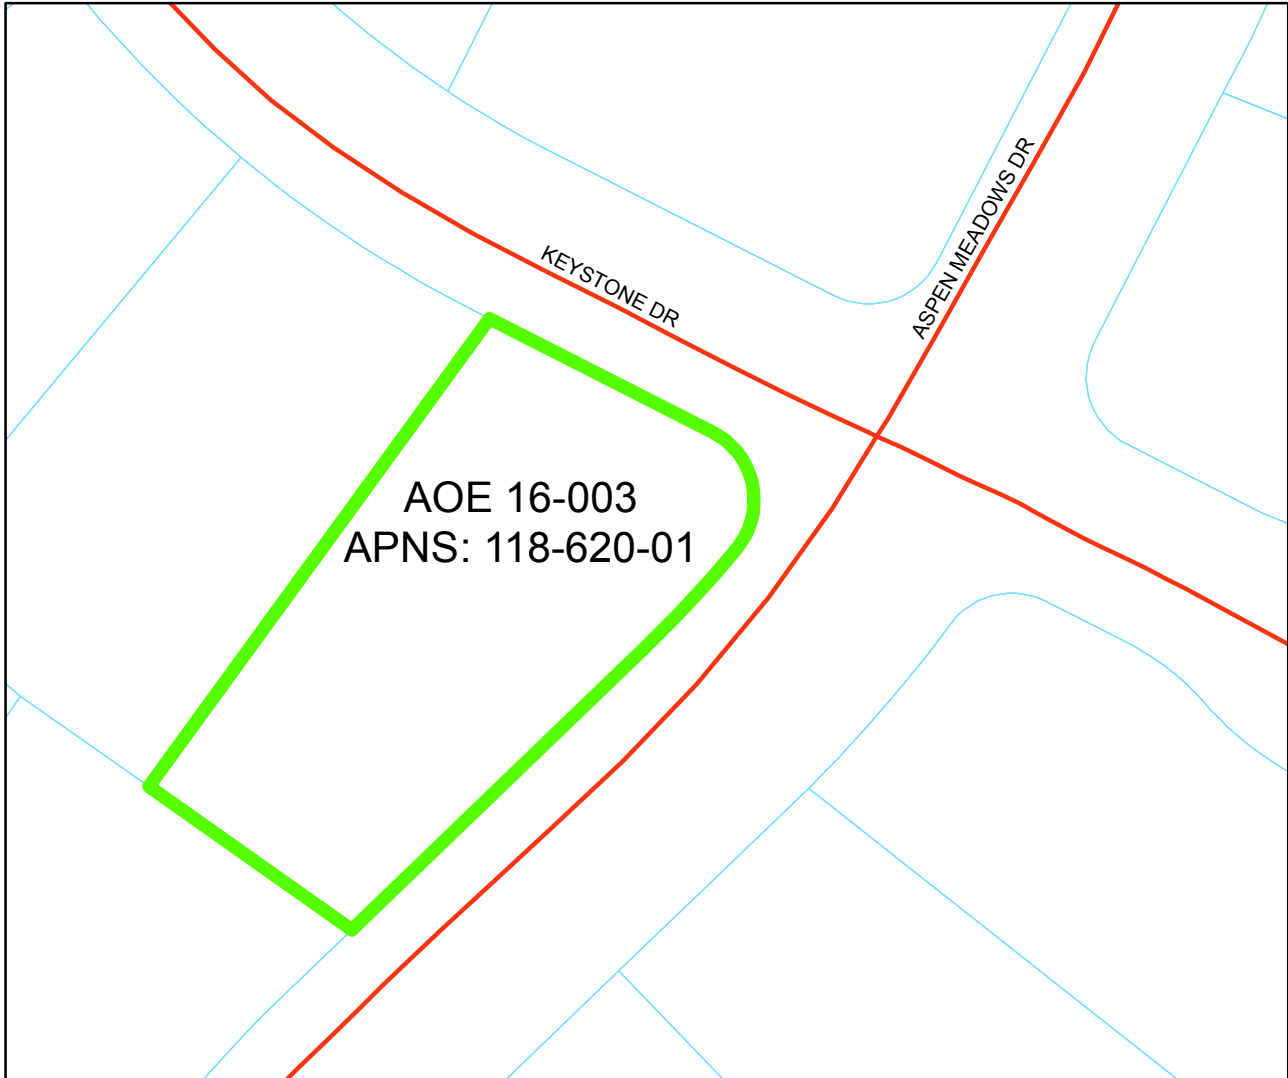 KEYSTONE DR
ASPEN MEADOWS DR
AOE 16-003
APNS: 118-620-01